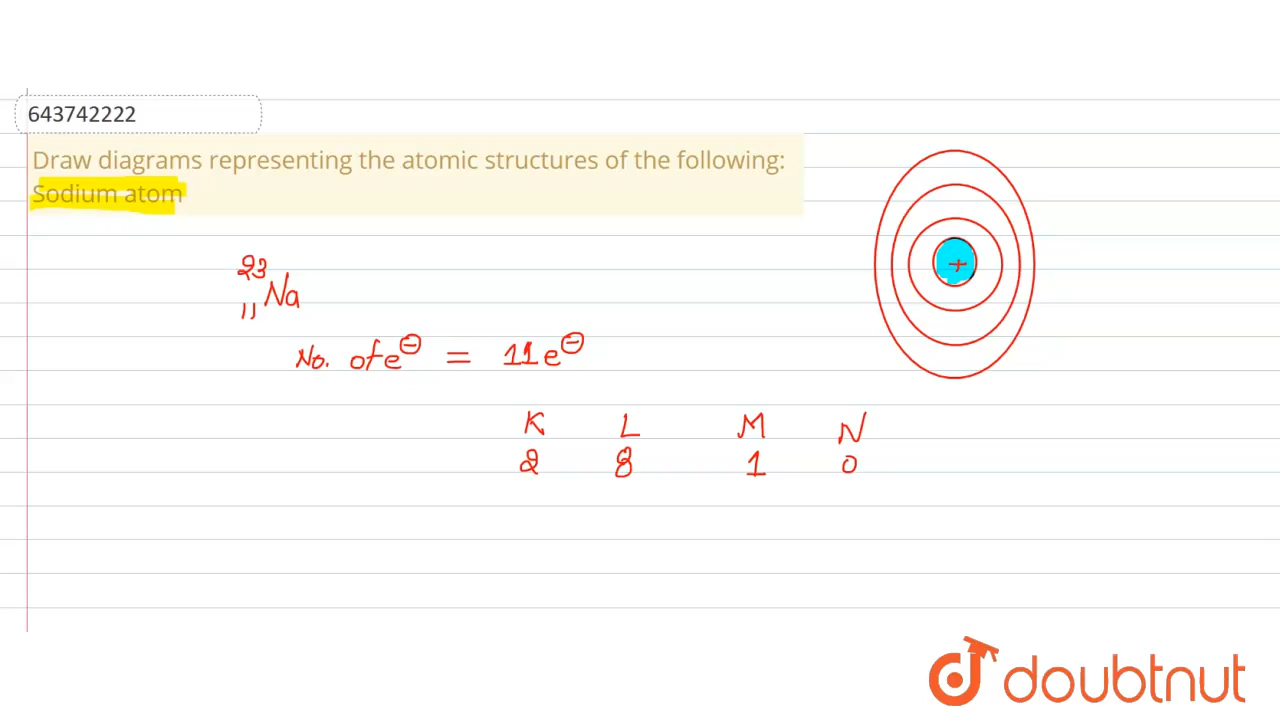 643742222
Draw diagrams representing the atomic structures of the following:
Sodium atom
23
11 Na
No. of e⊖ = 11e⊖
K L M N
2 8 1 0
+
doubtnut